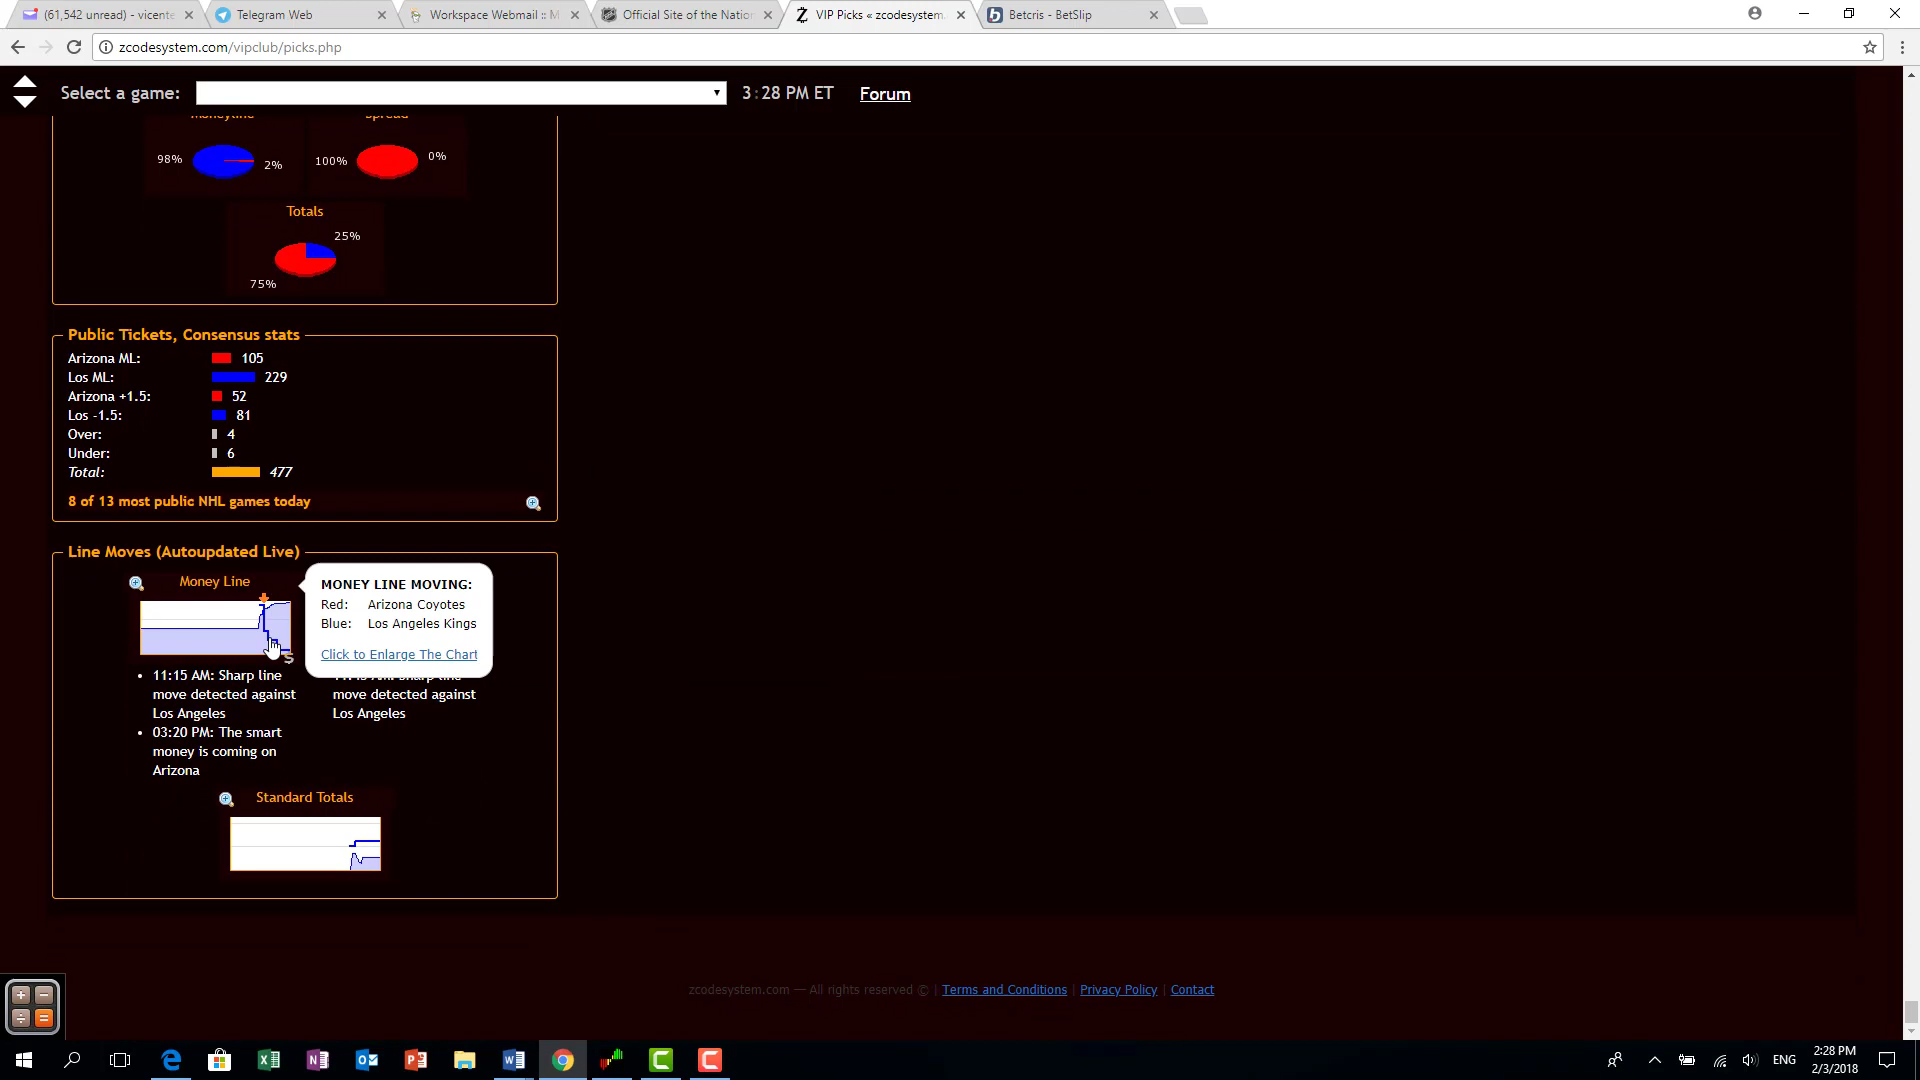 (61,542 unread) - vicente
Telegram Web
Workspace Webmail :: M
Official Site of the Nation
VIP Picks « zcodesystem.
Betcris - BetSlip
zcodesystem.com/vipclub/picks.php
Select a game:
3:28 PM ET
Forum
Moneyline
Spread
98%
2%
100%
0%
Totals
25%
75%
Public Tickets, Consensus stats
Arizona ML: 105
Los ML: 229
Arizona +1.5: 52
Los -1.5: 81
Over: 4
Under: 6
Total: 477
8 of 13 most public NHL games today
Line Moves (Autoupdated Live)
Money Line
MONEY LINE MOVING:
Red: Arizona Coyotes
Blue: Los Angeles Kings
Click to Enlarge The Chart
• 11:15 AM: Sharp line
move detected against
Los Angeles
• 03:20 PM: The smart
money is coming on
Arizona
move detected against
Los Angeles
Standard Totals
zcodesystem.com — All rights reserved © | Terms and Conditions | Privacy Policy | Contact
ENG
2:28 PM
2/3/2018